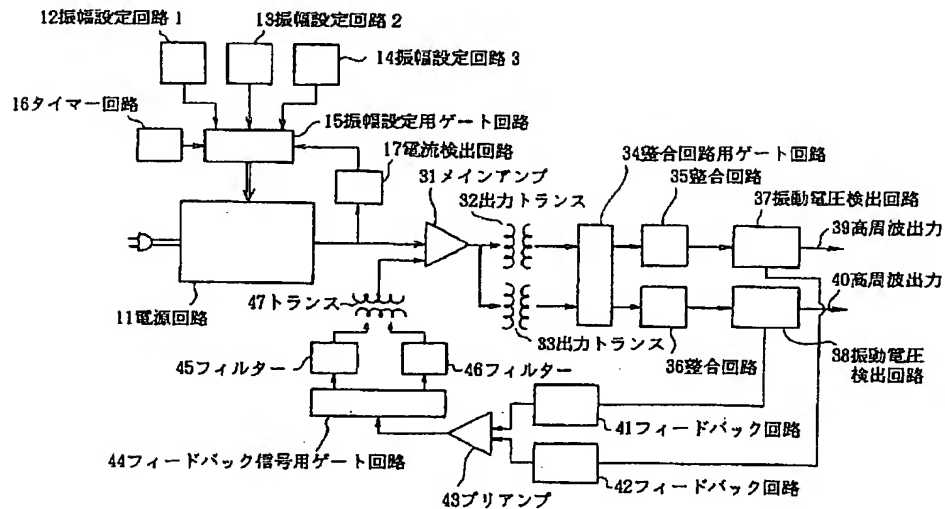 12振幅設定回路1
13振幅設定回路2
14振幅設定回路3
16タイマー回路
15振幅設定用ゲート回路
17電流検出回路
31メインアンプ
32出力トランス
34整合回路用ゲート回路
35整合回路
37振動電圧検出回路
39高周波出力
40高周波出力
11電源回路
47トランス
33出力トランス
36整合回路
38振動電圧
検出回路
45フィルター
46フィルター
41フィードバック回路
44フィードバック信号用ゲート回路
43プリアンプ
42フィードバック回路